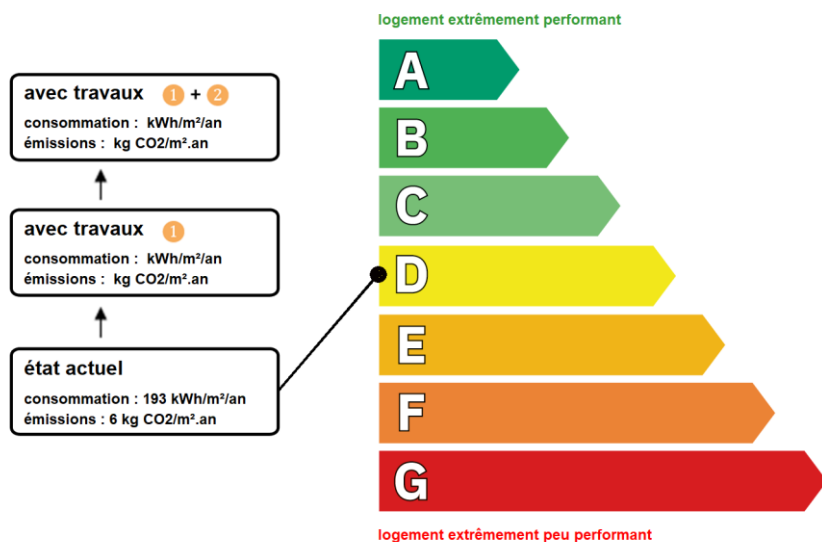 logement extrêmement performant
avec travaux 1 + 2
consommation : kWh/m²/an
émissions : kg CO2/m².an
avec travaux 1
consommation : kWh/m²/an
émissions : kg CO2/m².an
état actuel
consommation : 193 kWh/m²/an
émissions : 6 kg CO2/m².an
A
B
C
D
E
F
G
logement extrêmement peu performant